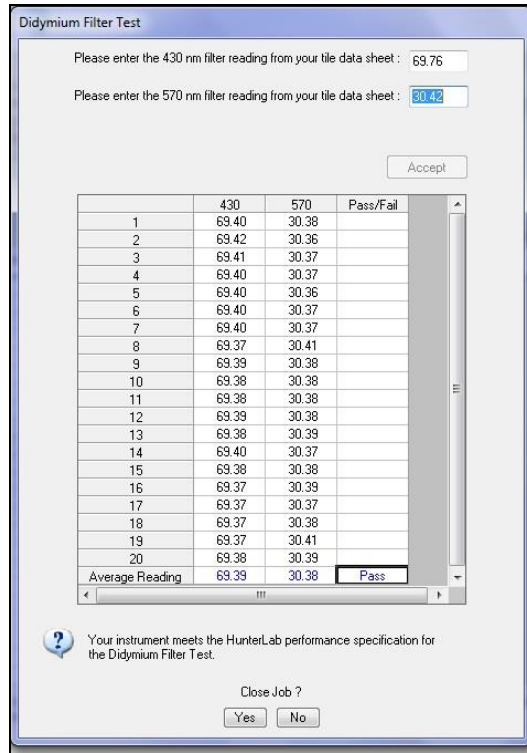 Didymium Filter Test
Please enter the 430 nm filter reading from your tile data sheet : 69.76
Please enter the 570 nm filter reading from your tile data sheet : 30.42
Accept
430 570 Pass/Fail
1 69.40 30.38
2 69.42 30.36
3 69.41 30.37
4 69.40 30.37
5 69.40 30.36
6 69.40 30.37
7 69.40 30.37
8 69.37 30.41
9 69.39 30.38
10 69.38 30.38
11 69.38 30.38
12 69.39 30.38
13 69.38 30.39
14 69.40 30.37
15 69.38 30.38
16 69.37 30.39
17 69.37 30.37
18 69.37 30.38
19 69.37 30.41
20 69.38 30.39
Average Reading 69.39 30.38 Pass
Your instrument meets the HunterLab performance specification for
the Didymium Filter Test.
Close Job ?
Yes No